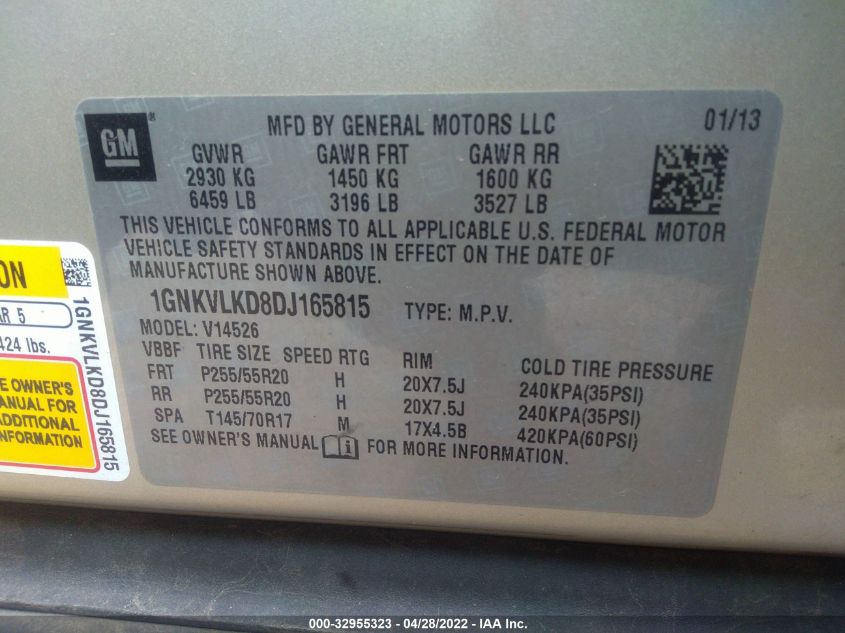 GM
®
MFD BY GENERAL MOTORS LLC
01/13
GVWR GAWR FRT GAWR RR
2930 KG 1450 KG 1600 KG
6459 LB 3196 LB 3527 LB
THIS VEHICLE CONFORMS TO ALL APPLICABLE U.S. FEDERAL MOTOR
VEHICLE SAFETY STANDARDS IN EFFECT ON THE DATE OF
MANUFACTURE SHOWN ABOVE.
1GNKVLKD8DJ165815 TYPE: M.P.V.
MODEL: V14526
VBBF TIRE SIZE SPEED RTG RIM COLD TIRE PRESSURE
FRT P255/55R20 H 20X7.5J 240KPA(35PSI)
RR P255/55R20 H 20X7.5J 240KPA(35PSI)
SPA T145/70R17 M 17X4.5B 420KPA(60PSI)
SEE OWNER'S MANUAL i FOR MORE INFORMATION.
ON
AR 5
424 lbs.
E OWNER'S
ANUAL FOR
ADDITIONAL
FORMATION
1GNKVLKD8DJ165815
000-32955323 - 04/28/2022 - IAA Inc.